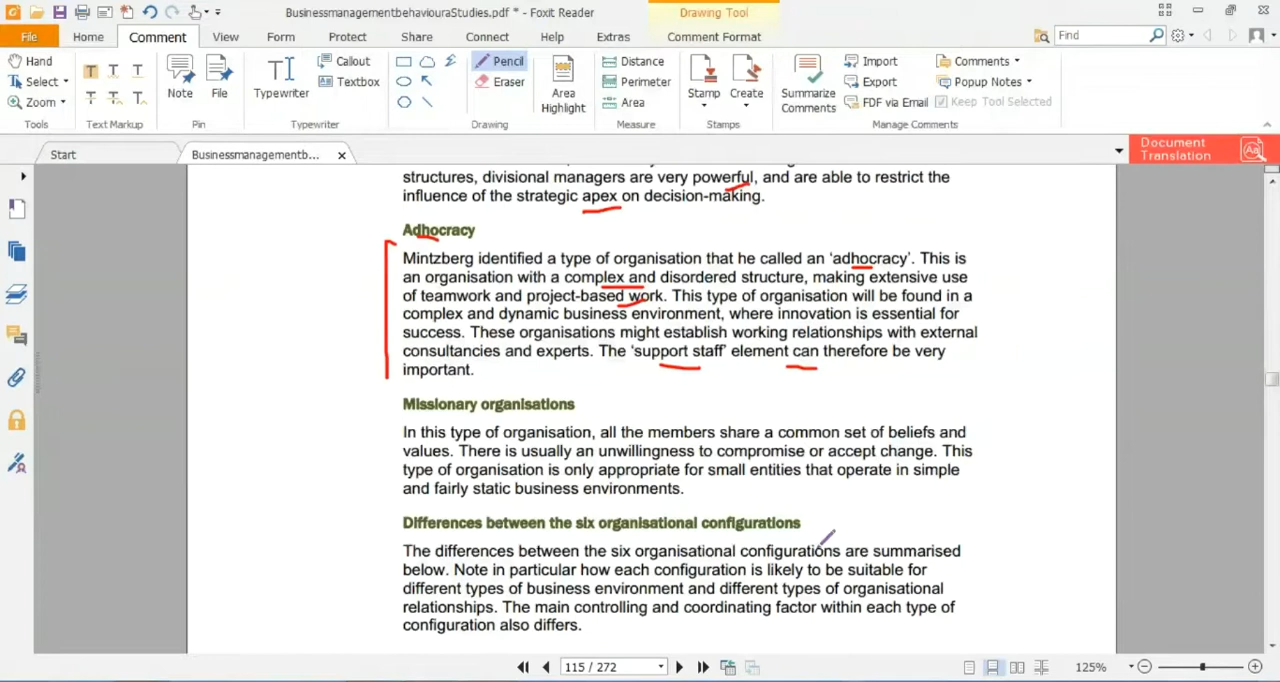 BusinessmanagementbehaviouraStudies.pdf * - Foxit Reader
Drawing Tool
File Home Comment View Form Protect Share Connect Help Extras Comment Format
Find
Hand
Select
Zoom
Tools
Text Markup
Note
File
Pin
Typewriter
Callout
Textbox
Typewriter
Pencil
Eraser
Area
Highlight
Drawing
Distance
Perimeter
Area
Measure
Stamp
Create
Stamps
Summarize
Comments
Import
Export
FDF via Email
Comments
Popup Notes
Keep Tool Selected
Manage Comments
Start
Businessmanagementb...
Document
Translation
structures, divisional managers are very powerful, and are able to restrict the
influence of the strategic apex on decision-making.
Adhocracy
Mintzberg identified a type of organisation that he called an ‘adhocracy’. This is
an organisation with a complex and disordered structure, making extensive use
of teamwork and project-based work. This type of organisation will be found in a
complex and dynamic business environment, where innovation is essential for
success. These organisations might establish working relationships with external
consultancies and experts. The ‘support staff’ element can therefore be very
important.
Missionary organisations
In this type of organisation, all the members share a common set of beliefs and
values. There is usually an unwillingness to compromise or accept change. This
type of organisation is only appropriate for small entities that operate in simple
and fairly static business environments.
Differences between the six organisational configurations
The differences between the six organisational configurations are summarised
below. Note in particular how each configuration is likely to be suitable for
different types of business environment and different types of organisational
relationships. The main controlling and coordinating factor within each type of
configuration also differs.
115 / 272
125%